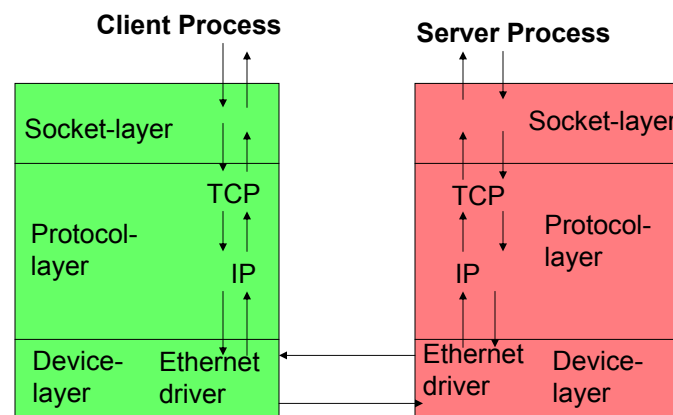 Client Process
Server Process
Socket-layer
Socket-layer
TCP
TCP
Protocol-
layer
Protocol-
layer
IP
IP
Device-
layer
Ethernet
driver
Ethernet
driver
Device-
layer